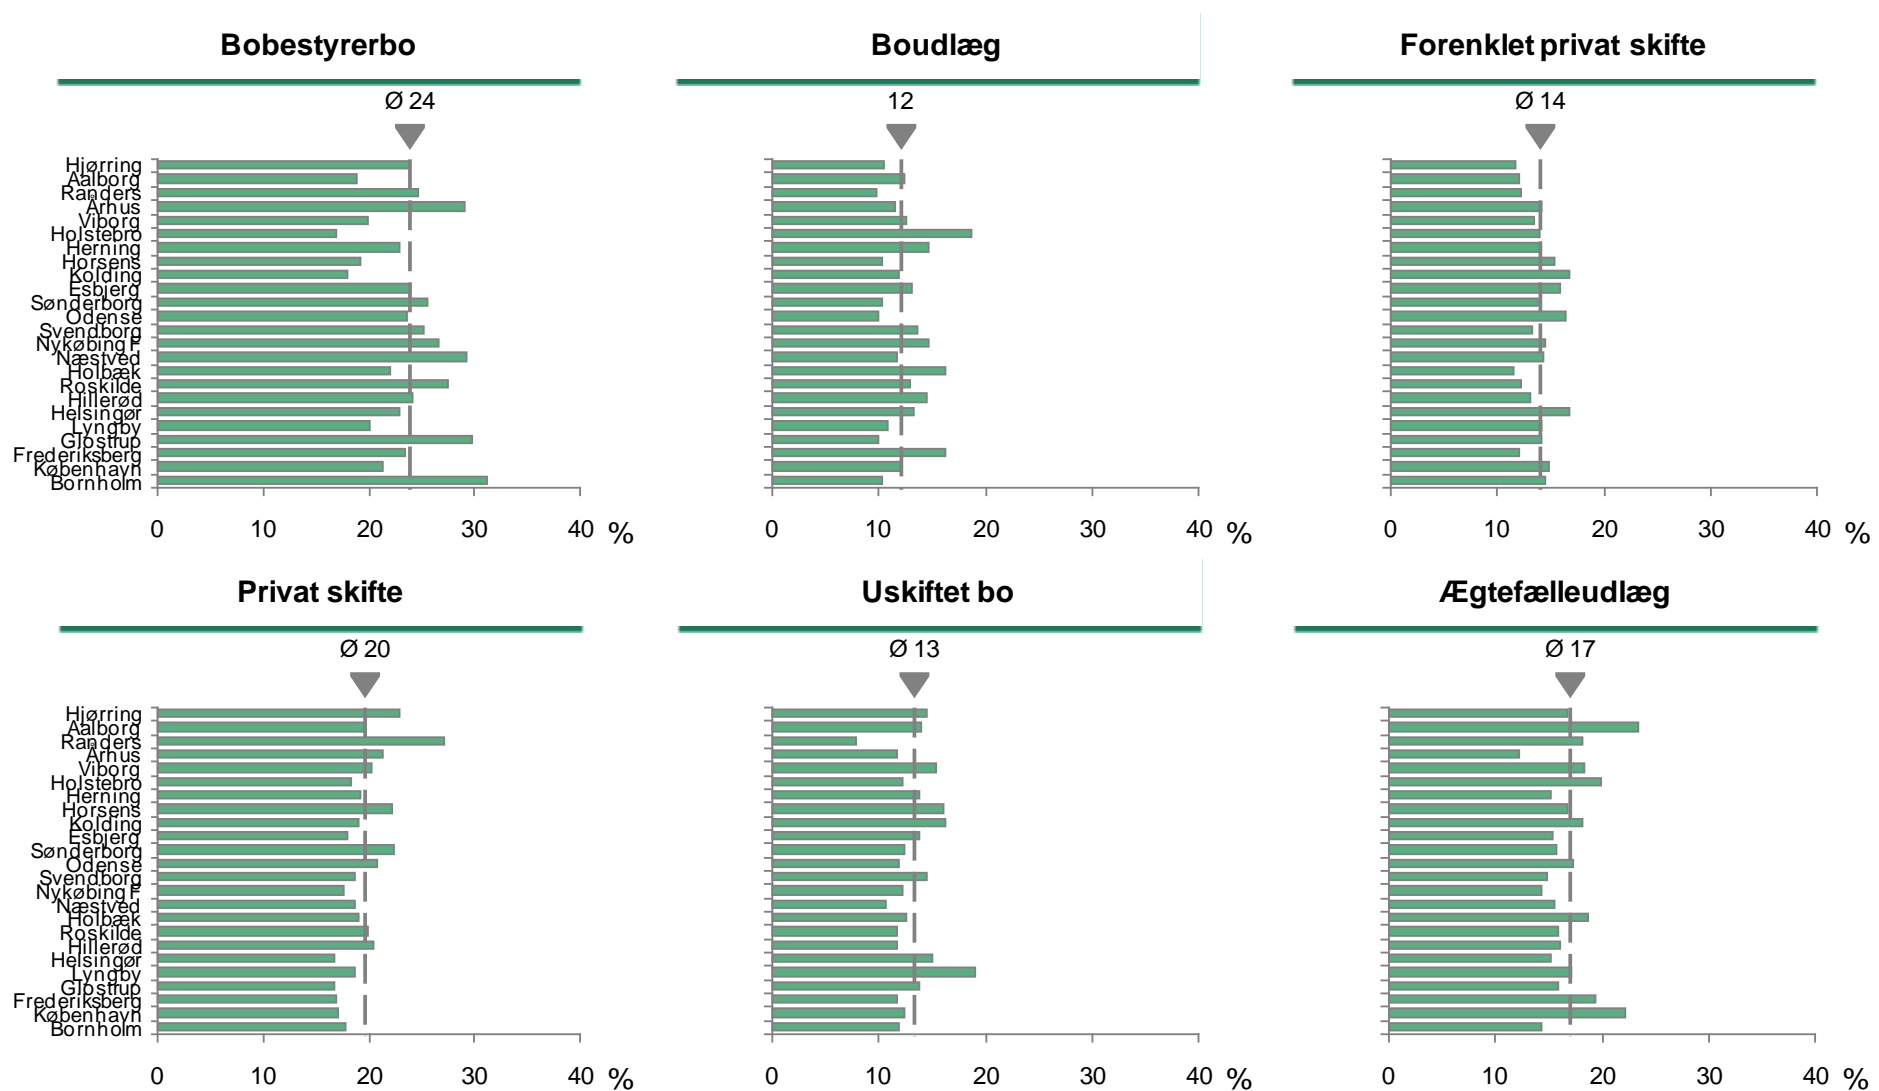 Bobestyrerbo
Ø 24
Hjørring
Aalborg
Randers
Århus
Viborg
Holstebro
Herning
Horsens
Kolding
Esbjerg
Sønderborg
Odense
Svendborg
Nykøbing F
Næstved
Holbæk
Roskilde
Hillerød
Helsingør
Lyngby
Glostrup
Frederiksberg
København
Bornholm
0 10 20 30 40 %
Boudlæg
12
0 10 20 30 40 %
Forenklet privat skifte
Ø 14
0 10 20 30 40 %
Privat skifte
Ø 20
Hjørring
Aalborg
Randers
Århus
Viborg
Holstebro
Herning
Horsens
Kolding
Esbjerg
Sønderborg
Odense
Svendborg
Nykøbing F
Næstved
Holbæk
Roskilde
Hillerød
Helsingør
Lyngby
Glostrup
Frederiksberg
København
Bornholm
0 10 20 30 40 %
Uskiftet bo
Ø 13
0 10 20 30 40 %
Ægtefælleudlæg
Ø 17
0 10 20 30 40 %